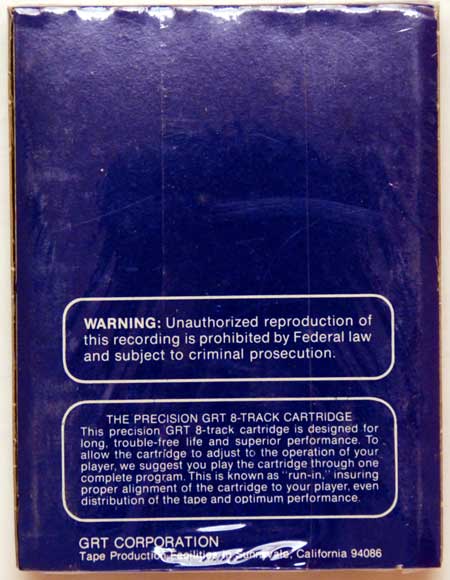 WARNING: Unauthorized reproduction of
this recording is prohibited by Federal law
and subject to criminal prosecution.
THE PRECISION GRT 8-TRACK CARTRIDGE
This precision GRT 8-track cartridge is designed for
long, trouble-free life and superior performance. To
allow the cartridge to adjust to the operation of your
player, we suggest you play the cartridge through one
complete program. This is known as "run-in," insuring
proper alignment of the cartridge to your player, even
distribution of the tape and optimum performance.
GRT CORPORATION
Tape Production Facilities in Sunnyvale, California 94086